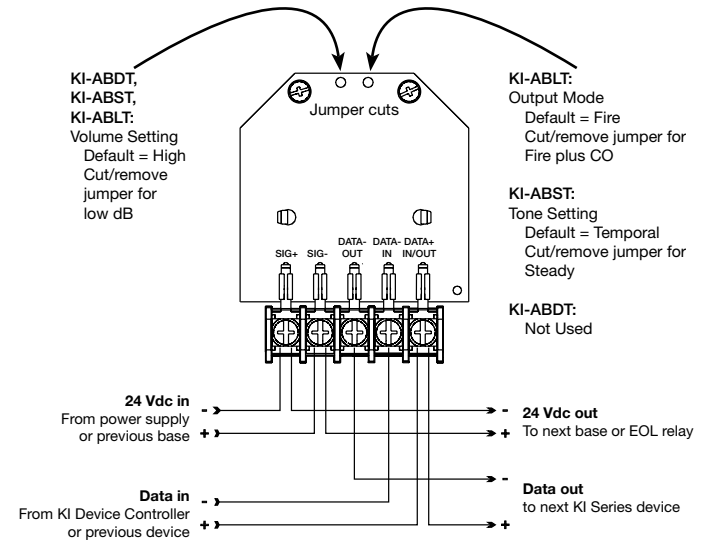 KI-ABDT,
KI-ABST,
KI-ABLT:
Volume Setting
Default = High
Cut/remove
jumper for
low dB
Jumper cuts
KI-ABLT:
Output Mode
Default = Fire
Cut/remove jumper for
Fire plus CO
KI-ABST:
Tone Setting
Default = Temporal
Cut/remove jumper for
Steady
KI-ABDT:
Not Used
SIG+ SIG- DATA- OUT DATA- IN DATA+ IN/OUT
24 Vdc in
From power supply
or previous base
-
+
-
+
24 Vdc out
To next base or EOL relay
Data in
From KI Device Controller
or previous device
-
+
-
+
Data out
to next KI Series device